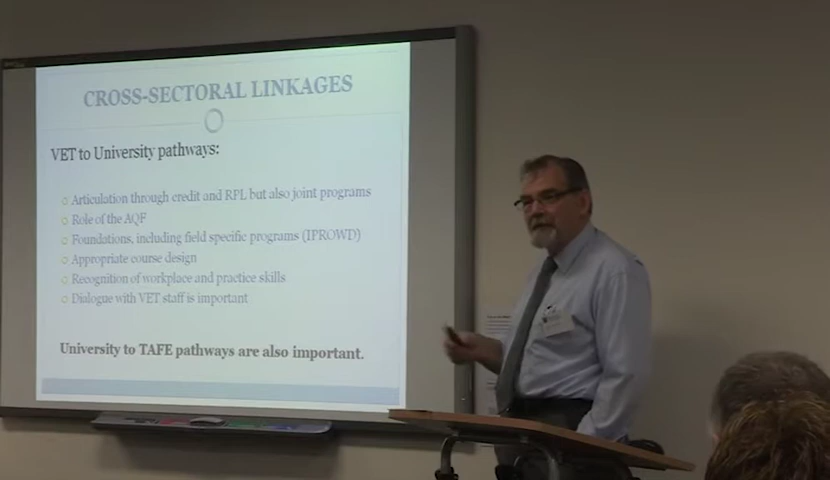 CROSS-SECTORAL LINKAGES
VET to University pathways:
Articulation through credit and RPL but also joint programs
Role of the AQF
Foundations, including field specific programs (IPROWD)
Appropriate course design
Recognition of workplace and practice skills
Dialogue with VET staff is important
University to TAFE pathways are also important.